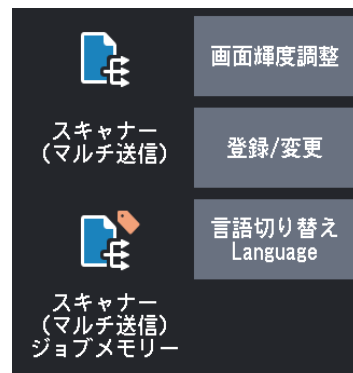 画面輝度調整
スキャナー
(マルチ送信)
登録/変更
言語切り替え
Language
スキャナー
(マルチ送信)
ジョブメモリー